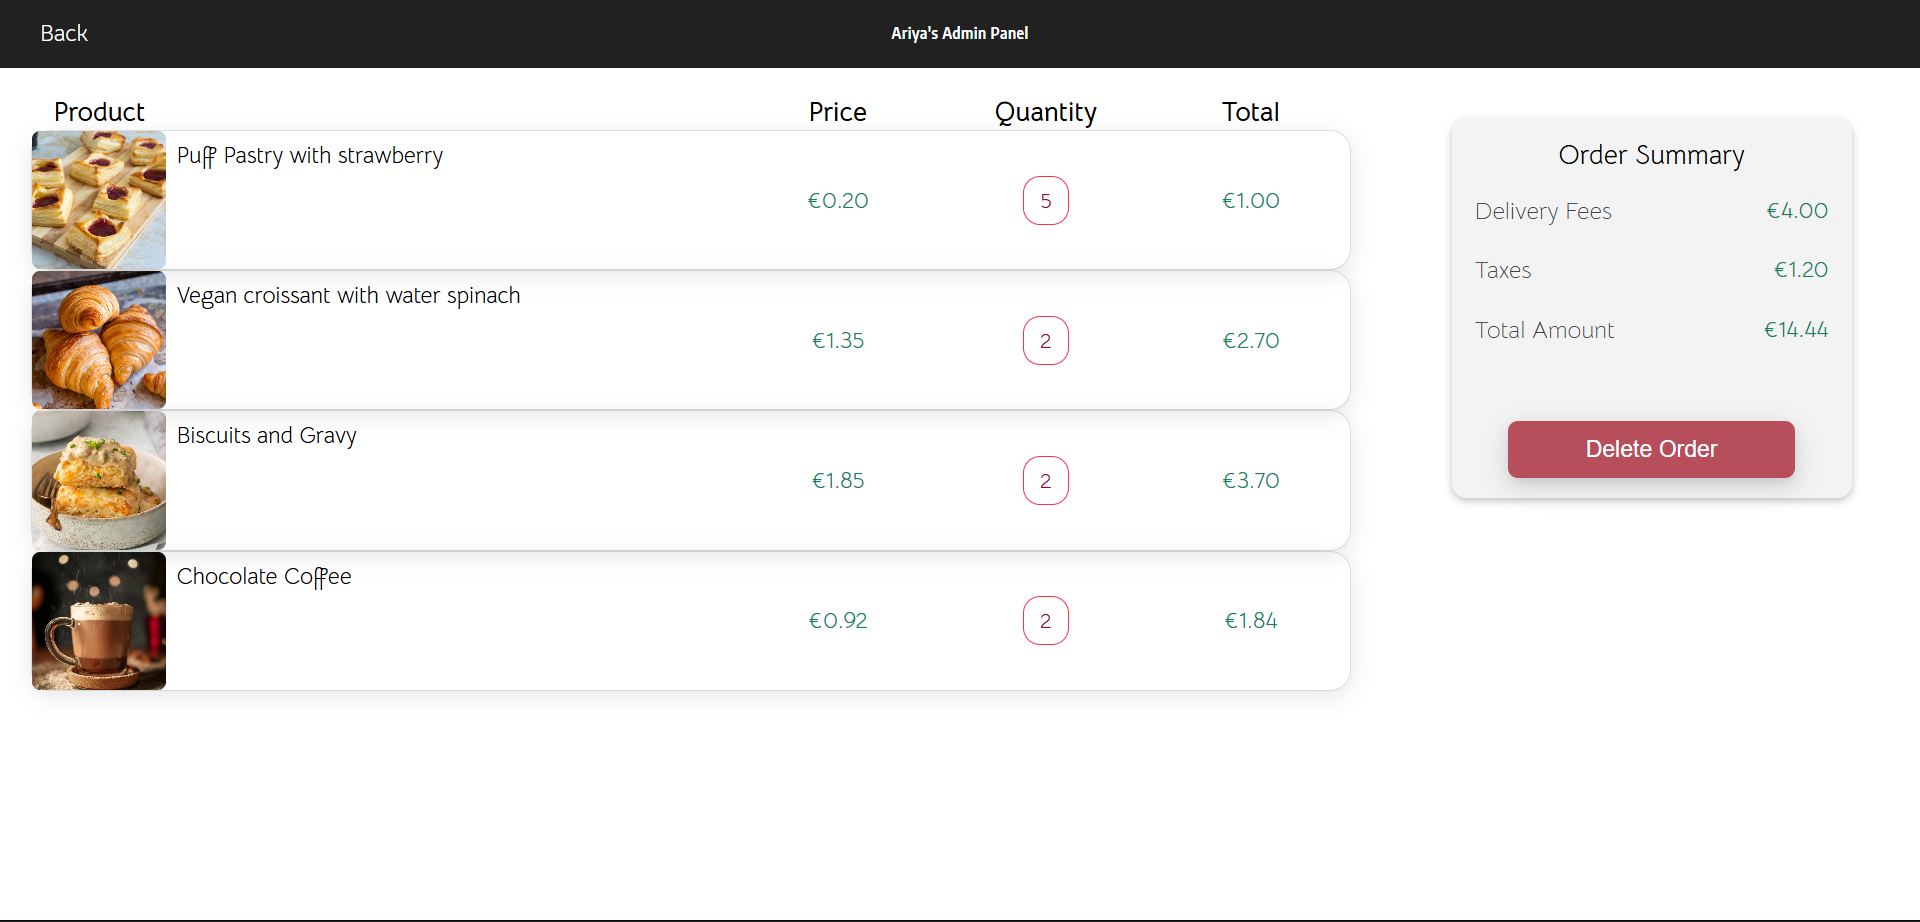 Back
Ariya's Admin Panel
Product Price Quantity Total
Puff Pastry with strawberry
€0.20 5 €1.00
Vegan croissant with water spinach
€1.35 2 €2.70
Biscuits and Gravy
€1.85 2 €3.70
Chocolate Coffee
€0.92 2 €1.84
Order Summary
Delivery Fees €4.00
Taxes €1.20
Total Amount €14.44
Delete Order